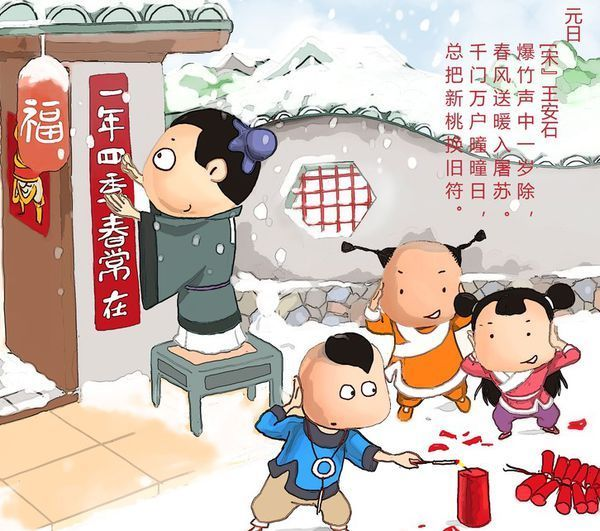 元日
[宋』王安石
爆竹声中一岁除，
春风送暖入屠苏。
千门万户瞳瞳日，
总把新桃换旧符。
福
一年四季春常在